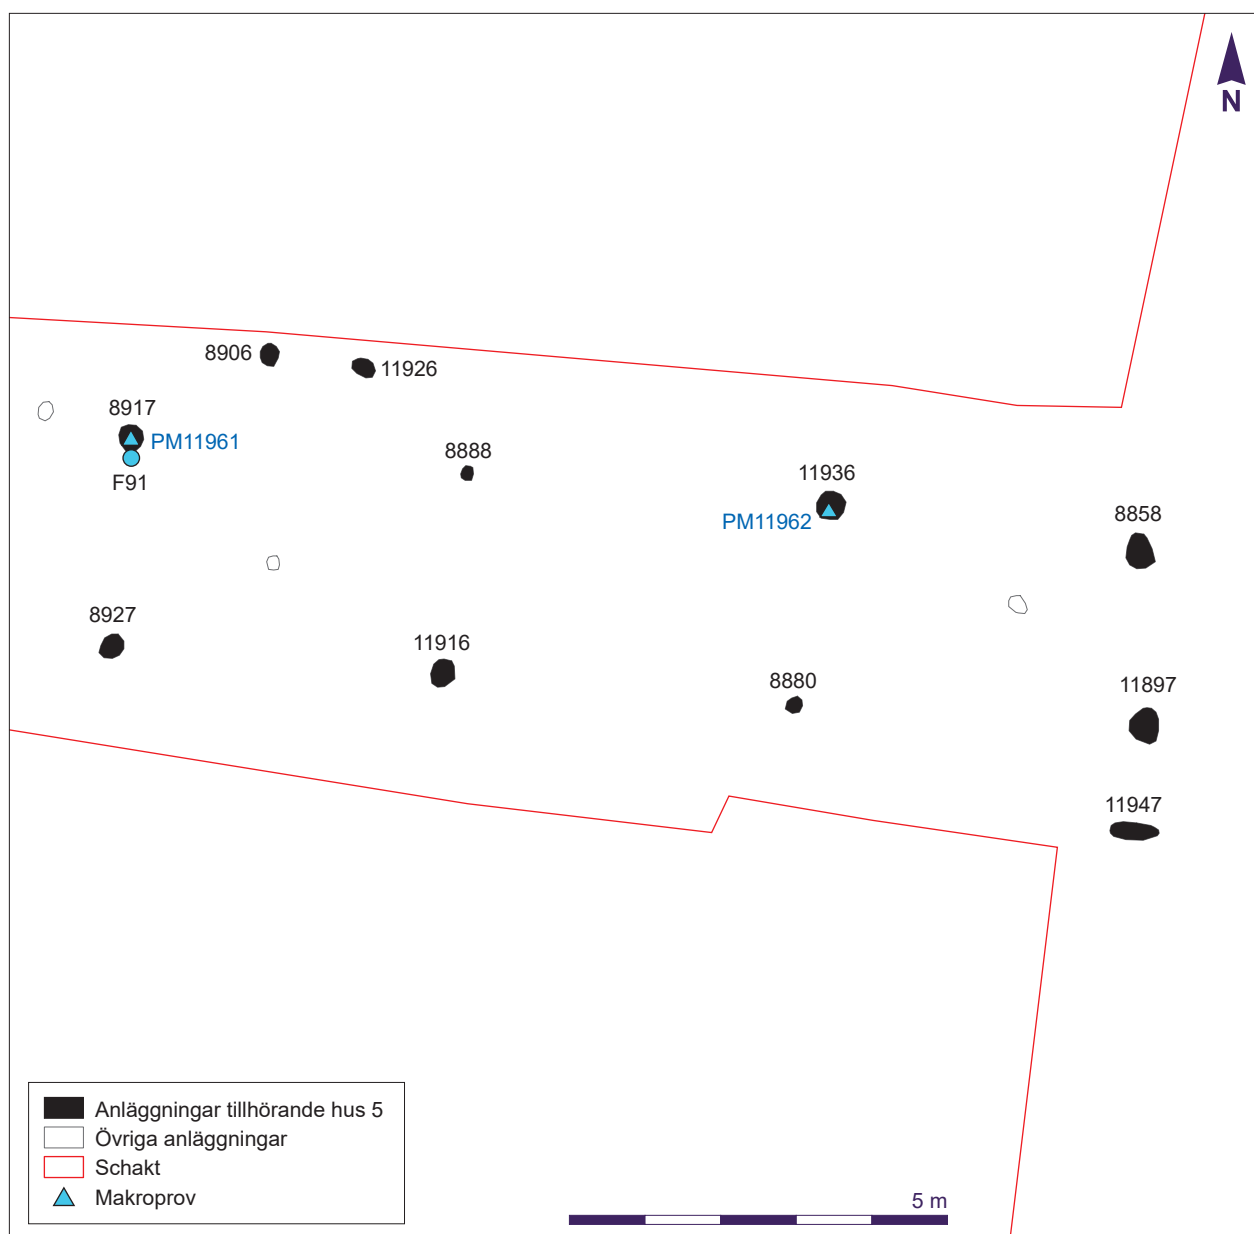 N
8906
11926
8917
PM11961
F91
8888
11936
PM11962
8858
8927
11916
8880
11897
11947
Anläggningar tillhörande hus 5
Övriga anläggningar
Schakt
Makroprov
5 m